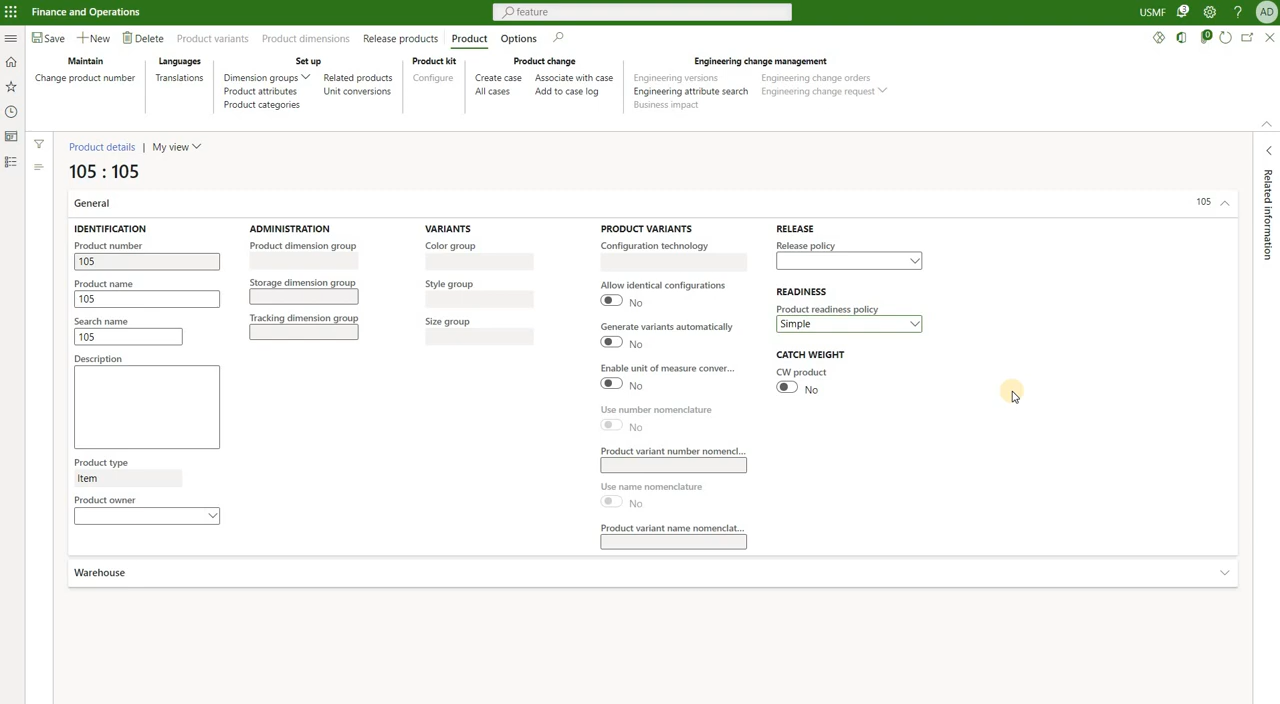 Finance and Operations
feature
USMF
3
AD
Save
New
Delete
Product variants
Product dimensions
Release products
Product
Options
0
Maintain
Change product number
Languages
Translations
Set up
Dimension groups
Related products
Product attributes
Unit conversions
Product categories
Product kit
Configure
Product change
Create case
Associate with case
All cases
Add to case log
Engineering change management
Engineering versions
Engineering change orders
Engineering attribute search
Engineering change request
Business impact
Product details | My view
105 : 105
General
105
IDENTIFICATION
Product number
105
Product name
105
Search name
105
Description
Product type
Item
Product owner
ADMINISTRATION
Product dimension group
Storage dimension group
Tracking dimension group
VARIANTS
Color group
Style group
Size group
PRODUCT VARIANTS
Configuration technology
Allow identical configurations
No
Generate variants automatically
No
Enable unit of measure conver...
No
Use number nomenclature
No
Product variant number nomencl...
Use name nomenclature
No
Product variant name nomenclat...
RELEASE
Release policy
READINESS
Product readiness policy
Simple
CATCH WEIGHT
CW product
No
Warehouse
Related information